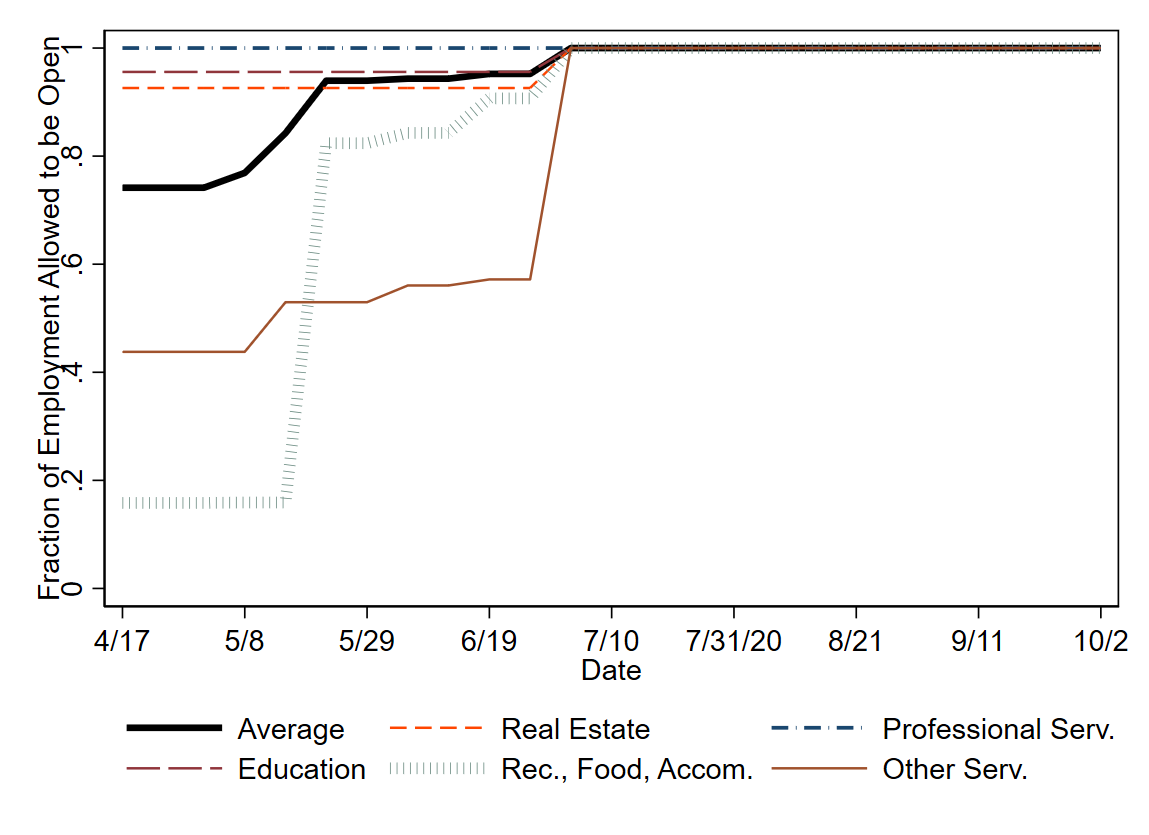 Fraction of Employment Allowed to be Open
1
.8
.6
.4
.2
0
4/17 5/8 5/29 6/19 7/10 7/31/20 8/21 9/11 10/2
Date
Average Real Estate Professional Serv.
Education Rec., Food, Accom. Other Serv.